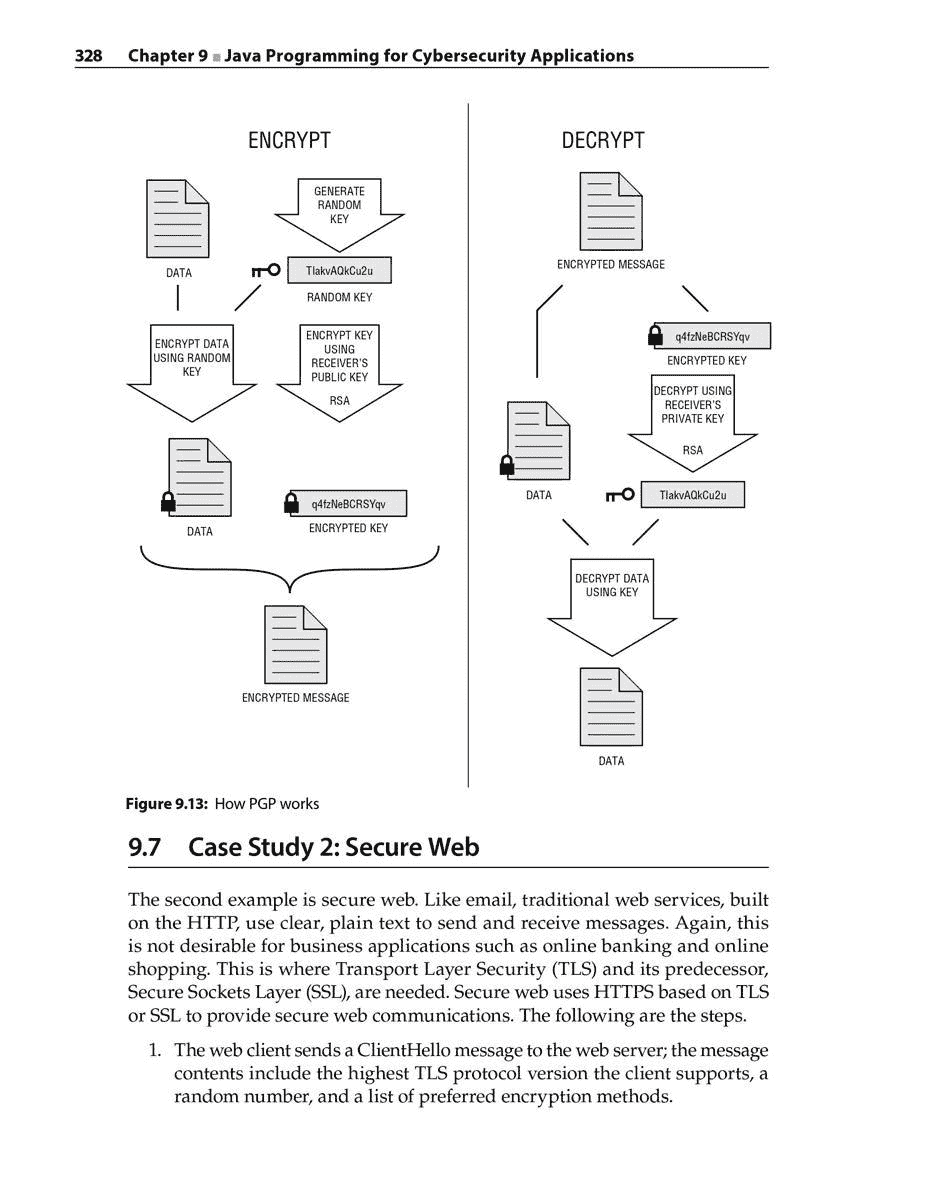 328 Chapter 9 ■ Java Programming for Cybersecurity Applications
ENCRYPT
DATA
GENERATE
RANDOM
KEY
TIakvAQkCu2u
RANDOM KEY
ENCRYPT DATA
USING RANDOM
KEY
ENCRYPT KEY
USING
RECEIVER'S
PUBLIC KEY
RSA
DATA
q4fzNeBCRSYqv
ENCRYPTED KEY
ENCRYPTED MESSAGE
DECRYPT
ENCRYPTED MESSAGE
q4fzNeBCRSYqv
ENCRYPTED KEY
DECRYPT USING
RECEIVER'S
PRIVATE KEY
RSA
DATA
TIakvAQkCu2u
DECRYPT DATA
USING KEY
DATA
Figure 9.13: How PGP works
9.7 Case Study 2: Secure Web
The second example is secure web. Like email, traditional web services, built
on the HTTP, use clear, plain text to send and receive messages. Again, this
is not desirable for business applications such as online banking and online
shopping. This is where Transport Layer Security (TLS) and its predecessor,
Secure Sockets Layer (SSL), are needed. Secure web uses HTTPS based on TLS
or SSL to provide secure web communications. The following are the steps.
1. The web client sends a ClientHello message to the web server; the message
contents include the highest TLS protocol version the client supports, a
random number, and a list of preferred encryption methods.